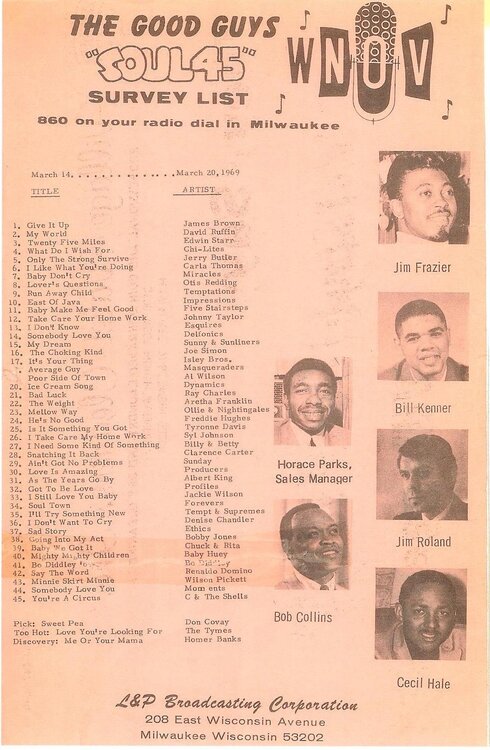 THE GOOD GUYS
"SOUL 45"
SURVEY LIST
WNOV
860 on your radio dial in Milwaukee
March 14..............March 20, 1969
TITLE ARTIST
1. Give It Up James Brown
2. My World David Ruffin
3. Twenty Five Miles Edwin Starr
4. What Do I Wish For Chi-Lites
5. Only The Strong Survive Jerry Butler
6. I Like What You're Doing Carla Thomas
7. Baby Don't Cry Miracles
8. Lover's Questions Otis Redding
9. Run Away Child Temptations
10. East Of Java Impressions
11. Baby Make Me Feel Good Five Stairsteps
12. Take Care Your Home Work Johnny Taylor
13. I Don't Know Esquires
14. Somebody Love You Delfonics
15. My Dream Sunny & Sunliners
16. The Choking Kind Joe Simon
17. It's Your Thing Isley Bros.
Average Guy Masqueraders
Poor Side of Town Al Wilson
20. Ice Cream Song Dynamics
21. Bad Luck Ray Charles
22. The Weight Aretha Franklin
23. Mellow Way Ollie & Nightingales
24. He's No Good Freddie Hughes
25. Is It Something You Got Tyrone Davis
26. I Take Care My Home Work Syl Johnson
27. I Need Some Kind Of Something Billy & Betty
28. Snatching It Back Clarence Carter
29. Ain't Got No Problems Sunday
30. Love Is Amazing Producers
31. As The Years Go By Albert King
32. Got To Be Love Profiles
33. I Still Love You Baby Jackie Wilson
34. Soul Town Forevers
35. I'll Try Something New Tempt & Supremes
36. I Don't Want To Cry Denise Chandler
37. Sad Story Ethics
38. Going Into My Act Bobby Jones
39. Baby We Got It Chuck & Rita
40. Mighty Mighty Children Baby Huey
41. Bo Diddley Bo Diddley
42. Say The Word Renaldo Domino
43. Minnie Skirt Minnie Wilson Pickett
44. Somebody Love You Moments
45. You're A Circus C & The Shells
Pick: Sweet Pea Don Covay
Too Hot: Love You're Looking For The Tymes
Discovery: Me Or Your Mama Homer Banks
Jim Frazier
Bill Kenner
Horace Parks,
Sales Manager
Jim Roland
Bob Collins
Cecil Hale
L&P Broadcasting Corporation
208 East Wisconsin Avenue
Milwaukee Wisconsin 53202